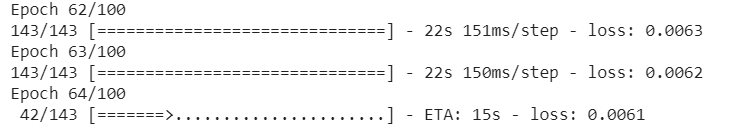 Epoch 62/100
143/143 [==============================] - 22s 151ms/step - loss: 0.0063
Epoch 63/100
143/143 [==============================] - 22s 150ms/step - loss: 0.0062
Epoch 64/100
 42/143 [=======>......................] - ETA: 15s - loss: 0.0061